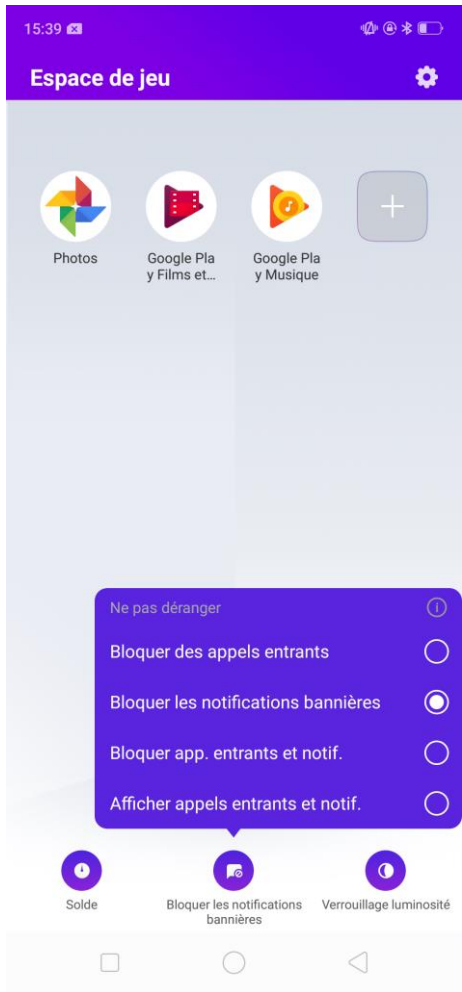 15:39
Espace de jeu
Photos
Google Pla
y Films et...
Google Pla
y Musique
Ne pas déranger
Bloquer des appels entrants
Bloquer les notifications bannières
Bloquer app. entrants et notif.
Afficher appels entrants et notif.
Solde
Bloquer les notifications
bannières
Verrouillage luminosité